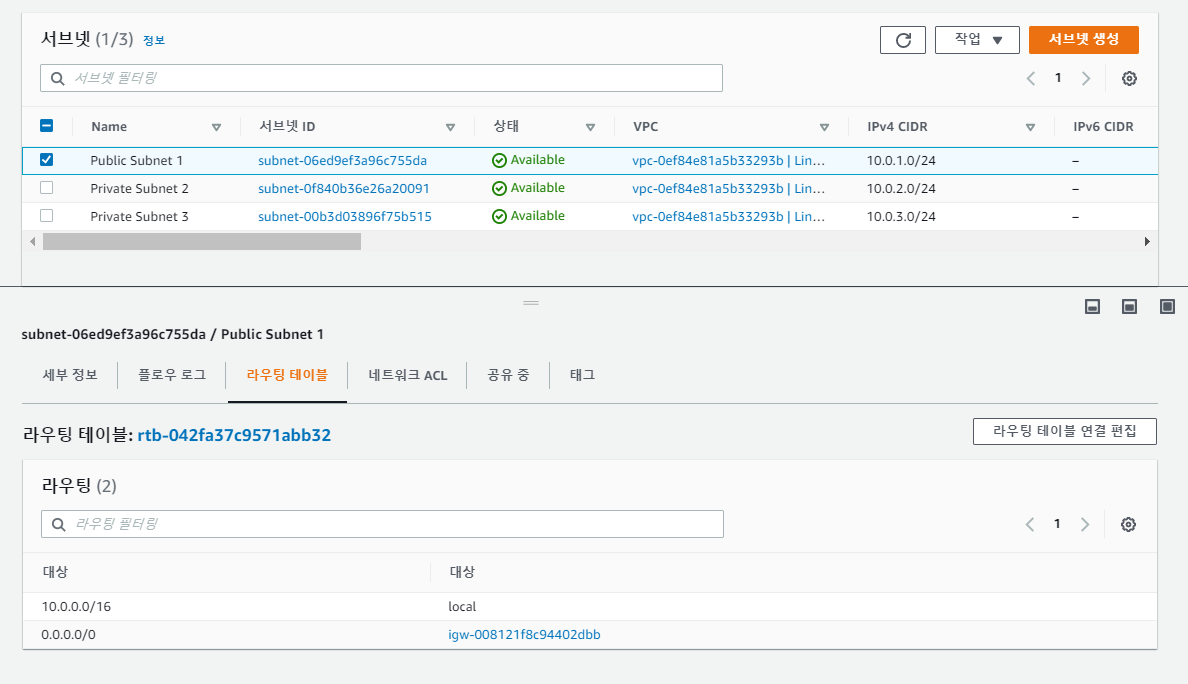 서브넷 (1/3) 정보
작업 ▼
서브넷 생성
서브넷 필터링
1
Name 서브넷 ID 상태 VPC IPv4 CIDR IPv6 CIDR
Public Subnet 1 subnet-06ed9ef3a96c755da Available vpc-0ef84e81a5b33293b | Lin... 10.0.1.0/24 –
Private Subnet 2 subnet-0f840b36e26a20091 Available vpc-0ef84e81a5b33293b | Lin... 10.0.2.0/24 –
Private Subnet 3 subnet-00b3d03896f75b515 Available vpc-0ef84e81a5b33293b | Lin... 10.0.3.0/24 –
subnet-06ed9ef3a96c755da / Public Subnet 1
세부 정보 플로우 로그 라우팅 테이블 네트워크 ACL 공유 중 태그
라우팅 테이블: rtb-042fa37c9571abb32
라우팅 테이블 연결 편집
라우팅 (2)
라우팅 필터링
1
대상 대상
10.0.0.0/16 local
0.0.0.0/0 igw-008121f8c94402dbb